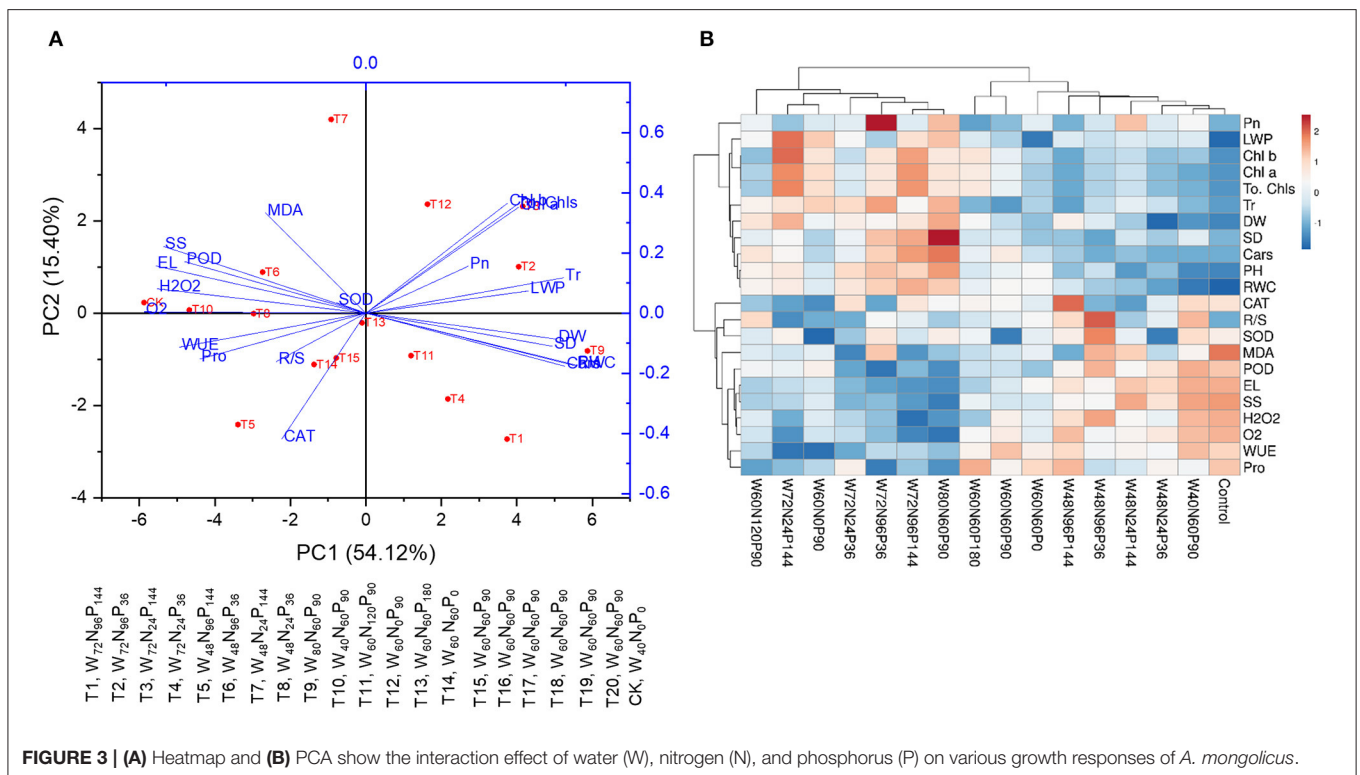 A
0.0
4
2
0
-2
-4
PC2 (15.40%)
0.6
0.4
0.2
0.0
-0.2
-0.4
-0.6
-6
-4
-2
0
2
4
6
PC1 (54.12%)
T7
T12
T2
T6
CK
T10
T8
T13
T9
T14
T15
T11
T4
T5
T1
MDA
SS
POD
EL
H2O2
O2
SOD
Chl b
Pn
Tr
LWP
DW
SD
RWC
WUE
Pro
R/S
CAT
T1, W72N96P144
T2, W72N96P36
T3, W72N24P144
T4, W72N24P36
T5, W48N96P144
T6, W48N96P36
T7, W48N24P144
T8, W48N24P36
T9, W80N60P90
T10, W40N60P90
T11, W60N120P90
T12, W60N0P90
T13, W60N60P180
T14, W60 N60P0
T15, W60N60P90
T16, W60N60P90
T17, W60N60P90
T18, W60N60P90
T19, W60N60P90
T20, W60N60P90
CK, W40N0P0
B
Pn
LWP
Chl b
Chl a
To. Chls
Tr
DW
SD
Cars
PH
RWC
CAT
R/S
SOD
MDA
POD
EL
SS
H2O2
O2
WUE
Pro
2
1
0
-1
W60N120P90
W72N24P144
W60N0P90
W72N24P36
W72N96P36
W72N96P144
W80N60P90
W60N60P180
W60N60P90
W60N60P0
W48N96P144
W48N96P36
W48N24P144
W48N24P36
W40N60P90
Control
FIGURE 3 | (A) Heatmap and (B) PCA show the interaction effect of water (W), nitrogen (N), and phosphorus (P) on various growth responses of A. mongolicus.